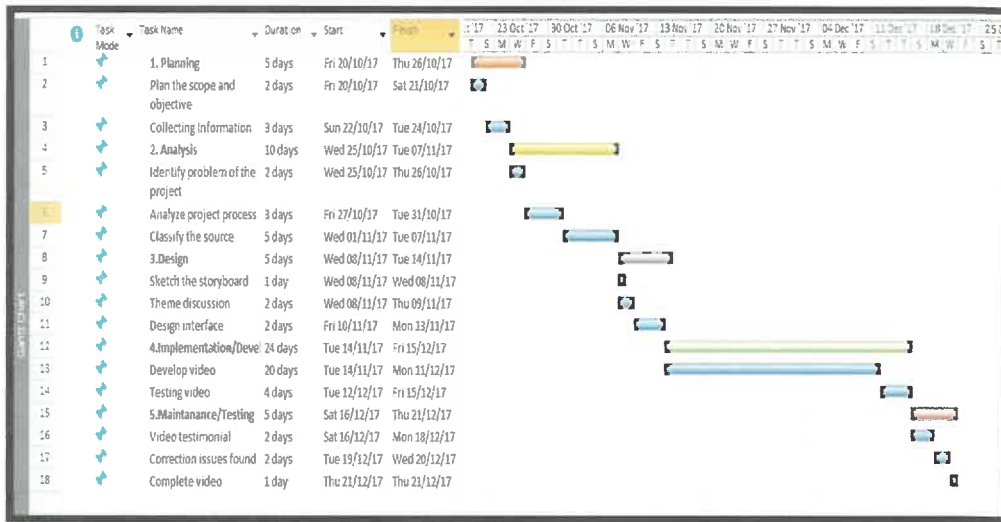 Task Mode Task Name Duration Start Finish
'17 23 Oct '17 30 Oct '17 06 Nov '17 13 Nov '17 20 Nov '17 27 Nov '17 04 Dec '17 11 Dec '17 18 Dec '17
1 1. Planning 5 days Fri 20/10/17 Thu 26/10/17
2 Plan the scope and 2 days Fri 20/10/17 Sat 21/10/17
objective
3 Collecting Information 3 days Sun 22/10/17 Tue 24/10/17
4 2. Analysis 10 days Wed 25/10/17 Tue 07/11/17
5 Identify problem of the 2 days Wed 25/10/17 Thu 26/10/17
project
6 Analyze project process 3 days Fri 27/10/17 Tue 31/10/17
7 Classify the source 5 days Wed 01/11/17 Tue 07/11/17
8 3.Design 5 days Wed 08/11/17 Tue 14/11/17
9 Sketch the storyboard 1 day Wed 08/11/17 Wed 08/11/17
10 Theme discussion 2 days Wed 08/11/17 Thu 09/11/17
11 Design interface 2 days Fri 10/11/17 Mon 13/11/17
12 4.Implementation/Devel 24 days Tue 14/11/17 Fri 15/12/17
13 Develop video 20 days Tue 14/11/17 Mon 11/12/17
14 Testing video 4 days Tue 12/12/17 Fri 15/12/17
15 5.Maintanance/Testing 5 days Sat 16/12/17 Thu 21/12/17
16 Video testimonial 2 days Sat 16/12/17 Mon 18/12/17
17 Correction issues found 2 days Tue 19/12/17 Wed 20/12/17
18 Complete video 1 day Thu 21/12/17 Thu 21/12/17
Gantt Chart